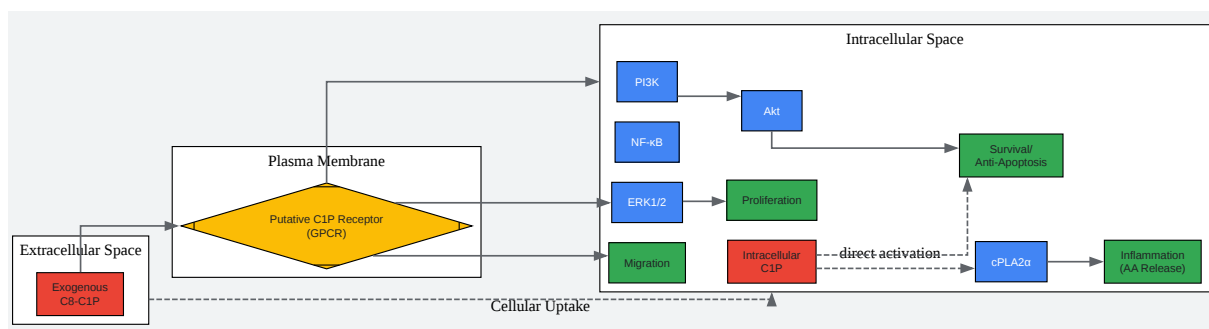 Intracellular Space
PI3K
Akt
NF-κB
Survival/
Anti-Apoptosis
Plasma Membrane
Putative C1P Receptor
(GPCR)
ERK1/2
Proliferation
Extracellular Space
Exogenous
C8-C1P
Migration
Intracellular
C1P
direct activation
cPLA2α
Inflammation
(AA Release)
Cellular Uptake